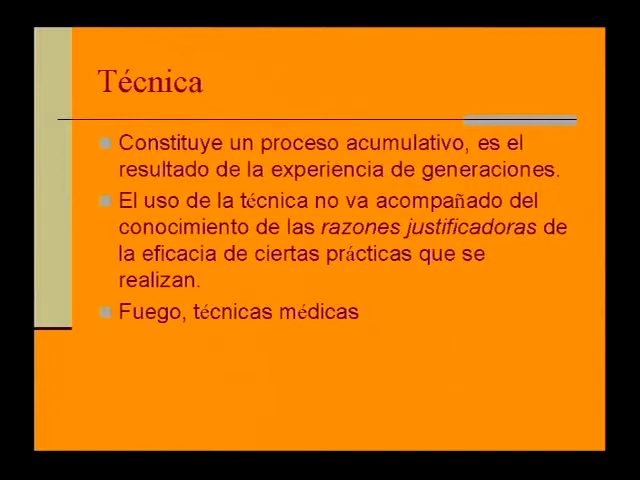 Técnica
Constituye un proceso acumulativo, es el
resultado de la experiencia de generaciones.
El uso de la técnica no va acompañado del
conocimiento de las razones justificadoras de
la eficacia de ciertas prácticas que se
realizan.
Fuego, técnicas médicas